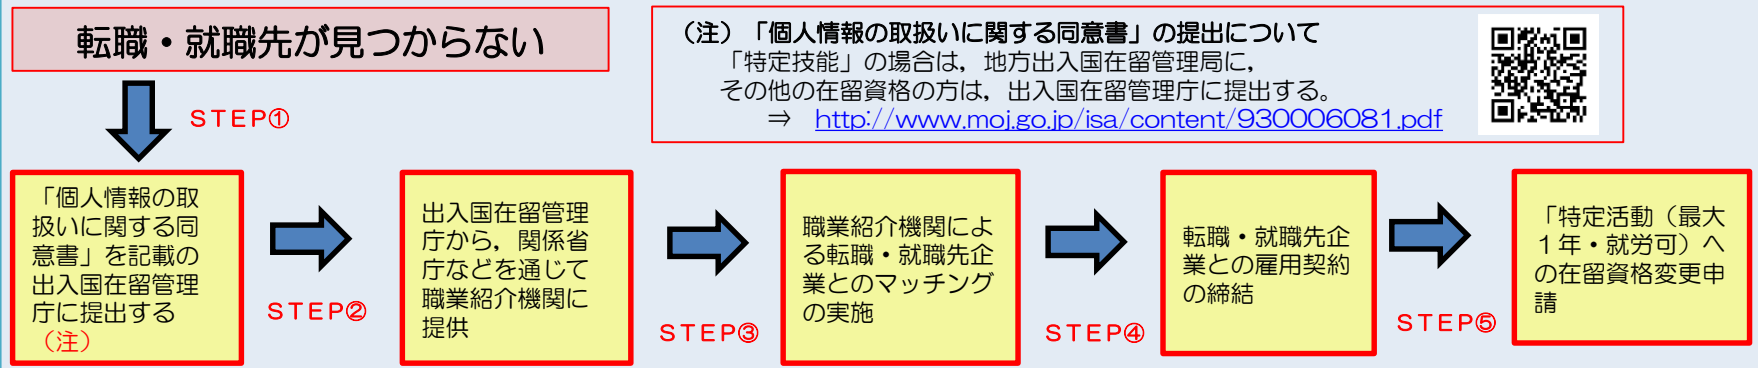 転職・就職先が見つからない
（注）「個人情報の取扱いに関する同意書」の提出について
「特定技能」の場合は，地方出入国在留管理局に，
その他の在留資格の方は，出入国在留管理庁に提出する。
⇒ http://www.moj.go.jp/isa/content/930006081.pdf
ＳＴＥＰ①
「個人情報の取
扱いに関する同
意書」を記載の
出入国在留管理
庁に提出する
（注）
ＳＴＥＰ②
出入国在留管理
庁から，関係省
庁などを通じて
職業紹介機関に
提供
ＳＴＥＰ③
職業紹介機関によ
る転職・就職先企
業とのマッチング
の実施
ＳＴＥＰ④
転職・就職先企
業との雇用契約
の締結
ＳＴＥＰ⑤
「特定活動（最大
１年・就労可）へ
の在留資格変更申
請